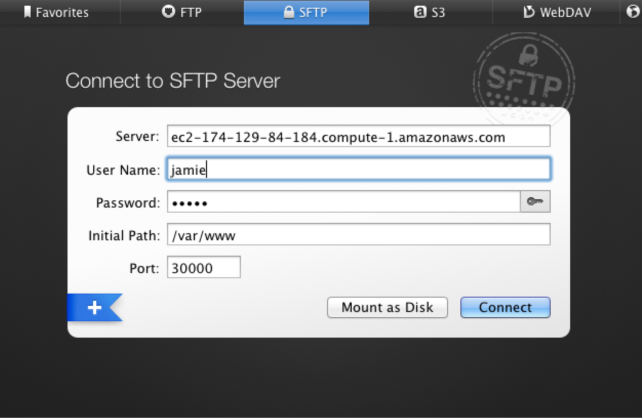 Favorites FTP SFTP a S3 WebDAV
SFTP
Connect to SFTP Server
Server: ec2-174-129-84-184.compute-1.amazonaws.com
User Name: jamie
Password: •••••
Initial Path: /var/www
Port: 30000
+ Mount as Disk Connect